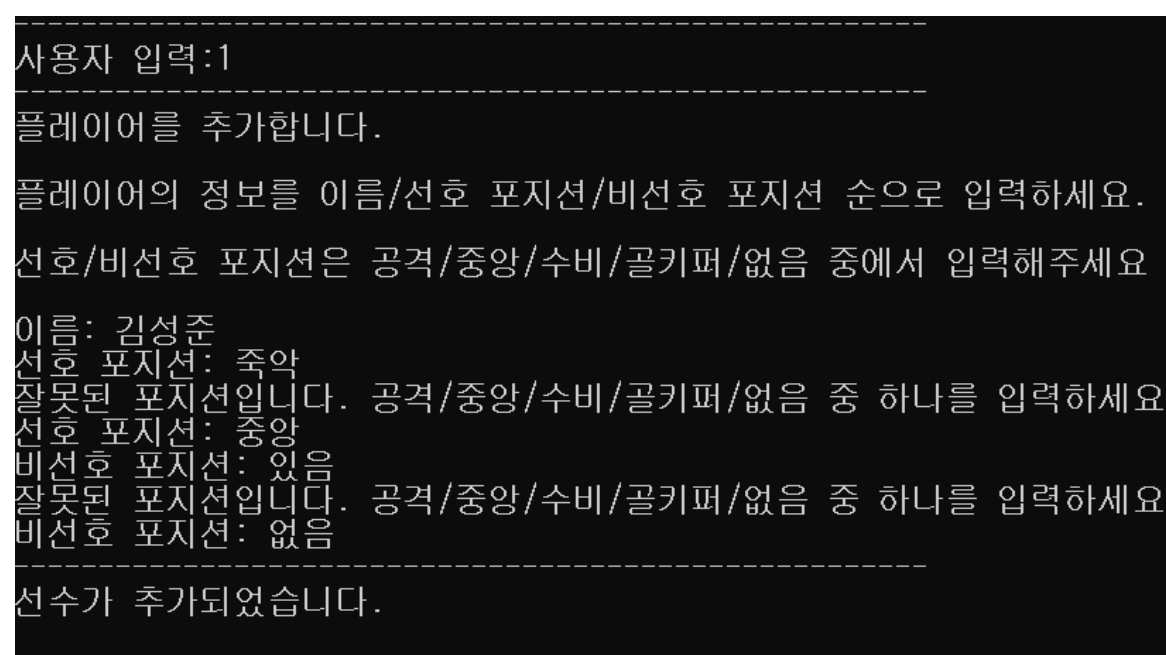 ----------------------------------------------------
사용자 입력:1
----------------------------------------------------
플레이어를 추가합니다.
플레이어의 정보를 이름/선호 포지션/비선호 포지션 순으로 입력하세요.
선호/비선호 포지션은 공격/중앙/수비/골키퍼/없음 중에서 입력해주세요
이름: 김성준
선호 포지션: 죽악
잘못된 포지션입니다. 공격/중앙/수비/골키퍼/없음 중 하나를 입력하세요
선호 포지션: 중앙
비선호 포지션: 있음
잘못된 포지션입니다. 공격/중앙/수비/골키퍼/없음 중 하나를 입력하세요
비선호 포지션: 없음
----------------------------------------------------
선수가 추가되었습니다.